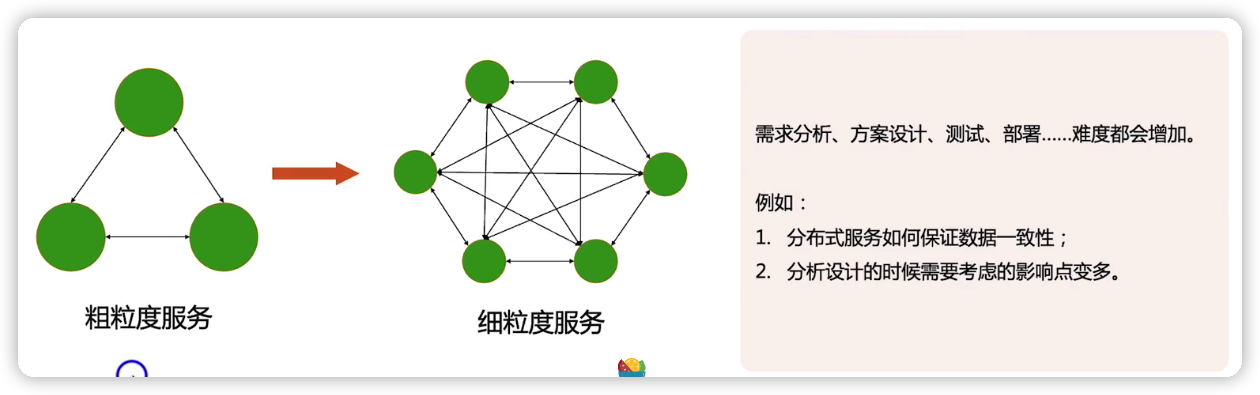 粗粒度服务
细粒度服务
需求分析、方案设计、测试、部署......难度都会增加。
例如：
1. 分布式服务如何保证数据一致性；
2. 分析设计的时候需要考虑的影响点变多。